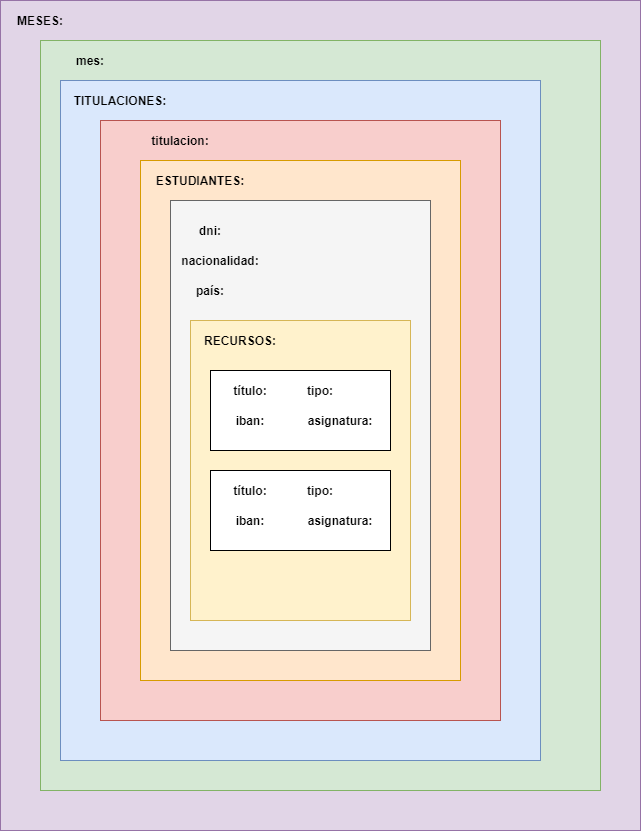 MESES:
mes:
TITULACIONES:
titulacion:
ESTUDIANTES:
dni:
nacionalidad:
país:
RECURSOS:
título: tipo:
iban: asignatura:
título: tipo:
iban: asignatura: